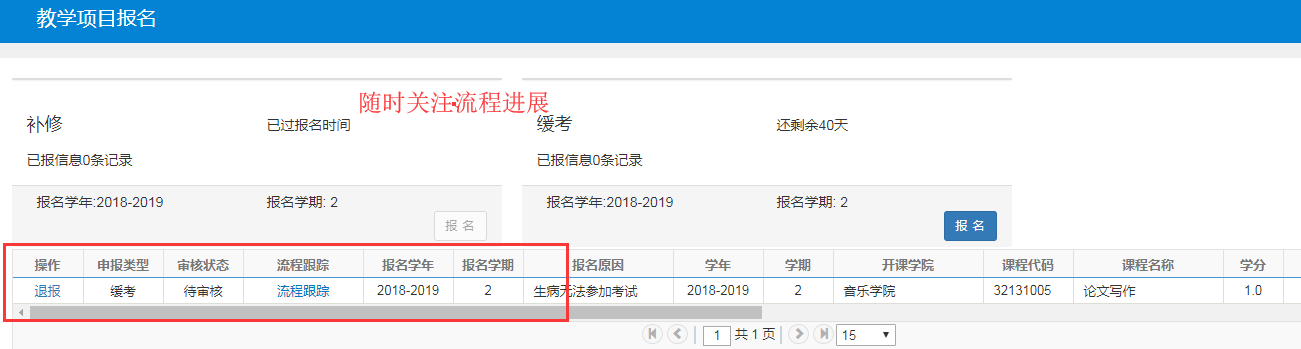 教学项目报名
随时关注流程进展
补修 已过报名时间
缓考 还剩余40天
已报信息0条记录
已报信息0条记录
报名学年:2018-2019 报名学期: 2
报名学年:2018-2019 报名学期: 2
报 名
报 名
操作 申报类型 审核状态 流程跟踪 报名学年 报名学期 报名原因 学年 学期 开课学院 课程代码 课程名称 学分
退报 缓考 待审核 流程跟踪 2018-2019 2 生病无法参加考试 2018-2019 2 音乐学院 32131005 论文写作 1.0
1 共 1 页 15